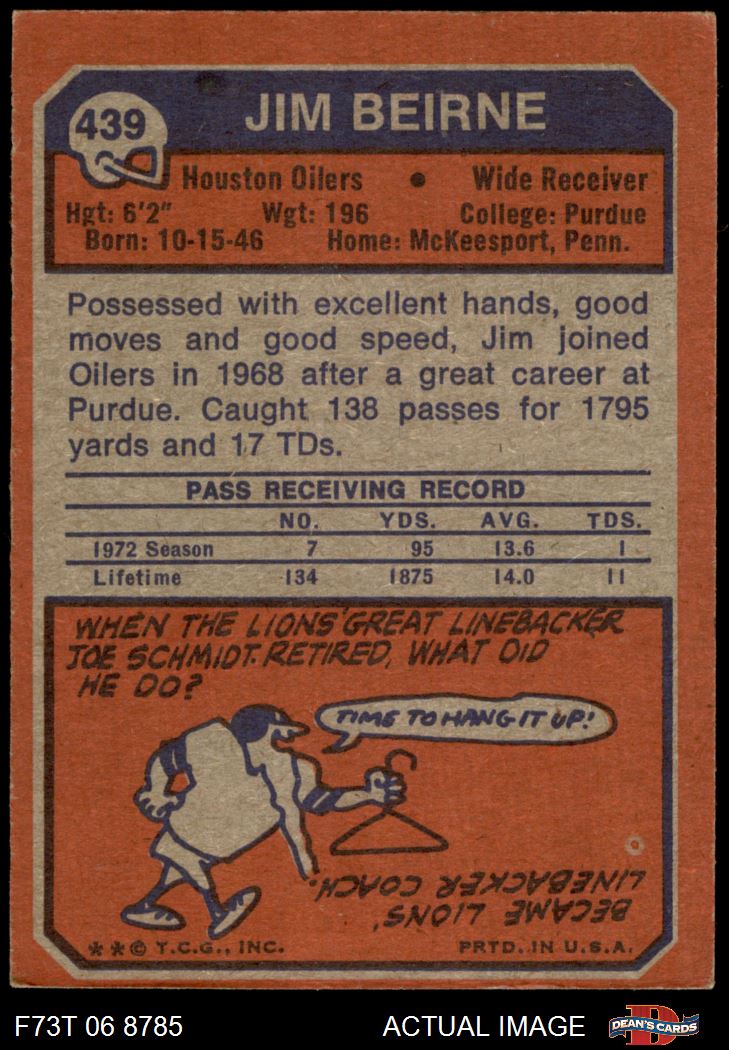 439
JIM BEIRNE
Houston Oilers • Wide Receiver
Hgt: 6'2" Wgt: 196 College: Purdue
Born: 10-15-46 Home: McKeesport, Penn.
Possessed with excellent hands, good
moves and good speed, Jim joined
Oilers in 1968 after a great career at
Purdue. Caught 138 passes for 1795
yards and 17 TDs.
PASS RECEIVING RECORD
NO. YDS. AVG. TDS.
1972 Season 7 95 13.6 1
Lifetime 134 1875 14.0 11
WHEN THE LIONS' GREAT LINEBACKER
JOE SCHMIDT RETIRED, WHAT DID
HE DO?
TIME TO HANG IT UP!
BECAME LIONS'
LINEBACKER COACH.
**© T.C.G., INC. PRTD. IN U.S.A.
F73T 06 8785 ACTUAL IMAGE
D
DEAN'S CARDS